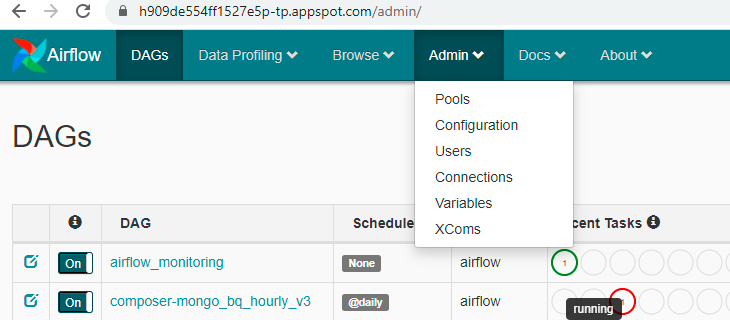 h909de554ff1527e5p-tp.appspot.com/admin/
Airflow DAGs Data Profiling Browse Admin Docs About
Pools
Configuration
Users
Connections
Variables
XComs
DAGs
DAG Schedule cent Tasks
On airflow_monitoring None airflow 1
On composer-mongo_bq_hourly_v3 @daily airflow
running